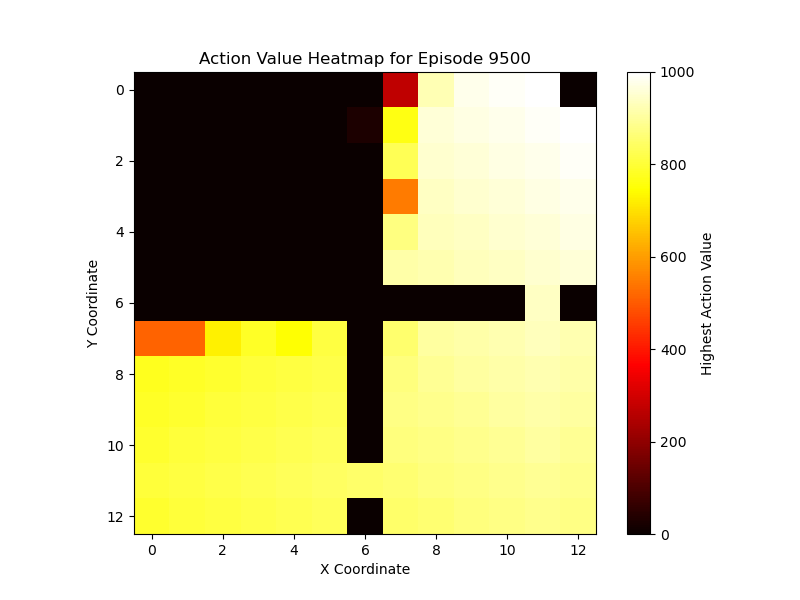 Action Value Heatmap for Episode 9500
0
2
4
6
8
10
12
Y Coordinate
0 2 4 6 8 10 12
X Coordinate
1000
800
600
400
200
0
Highest Action Value